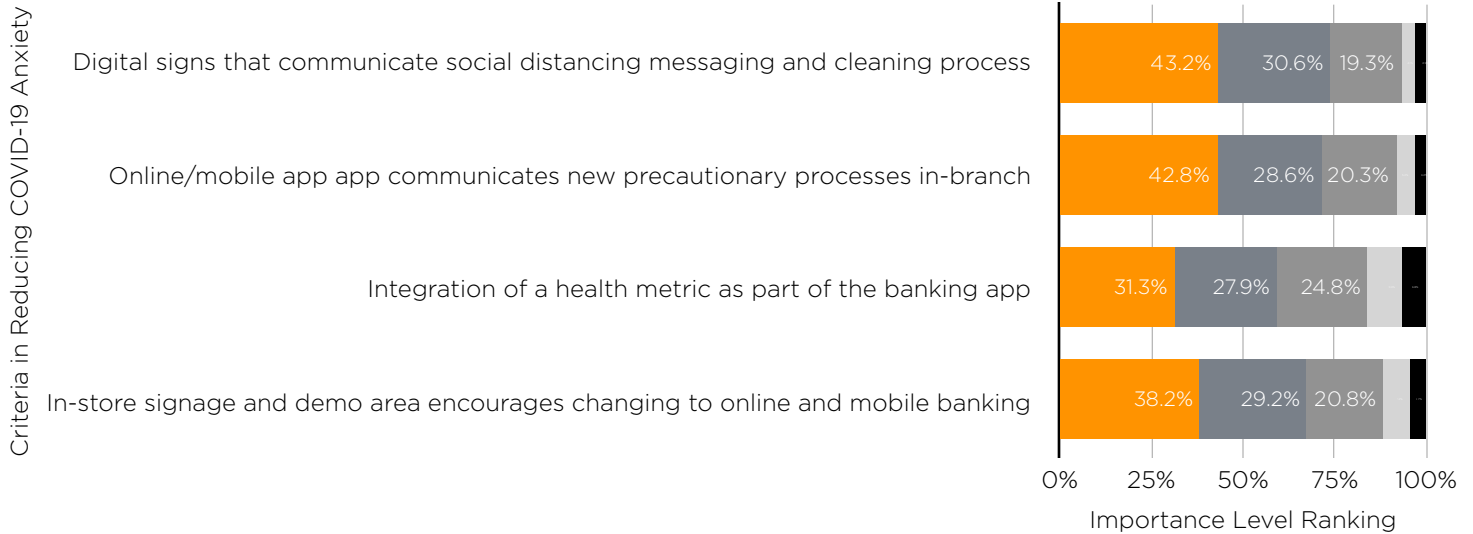 Criteria in Reducing COVID-19 Anxiety
Digital signs that communicate social distancing messaging and cleaning process
43.2% 30.6% 19.3%
Online/mobile app app communicates new precautionary processes in-branch
42.8% 28.6% 20.3%
Integration of a health metric as part of the banking app
31.3% 27.9% 24.8%
In-store signage and demo area encourages changing to online and mobile banking
38.2% 29.2% 20.8%
0% 25% 50% 75% 100%
Importance Level Ranking